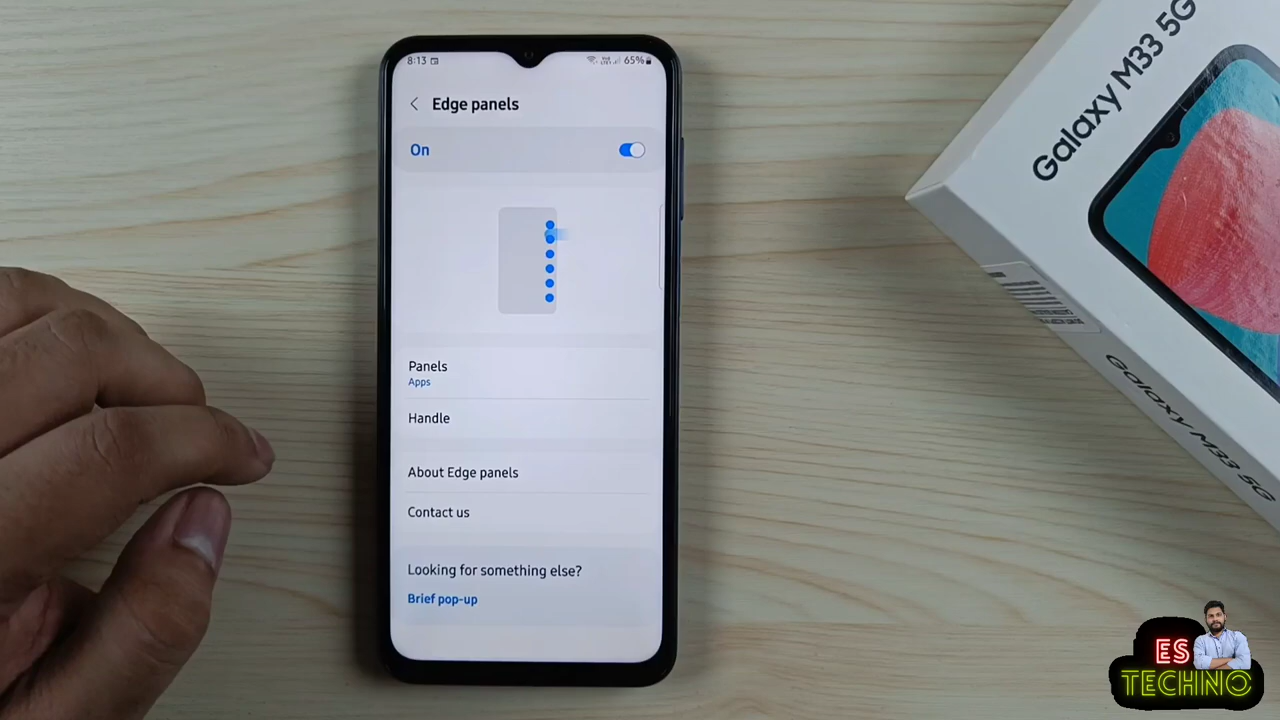 8:13
65%
Edge panels
On
Panels
Apps
Handle
About Edge panels
Contact us
Looking for something else?
Brief pop-up
Galaxy M33 5G
Galaxy M33 5G
ES
TECHNO